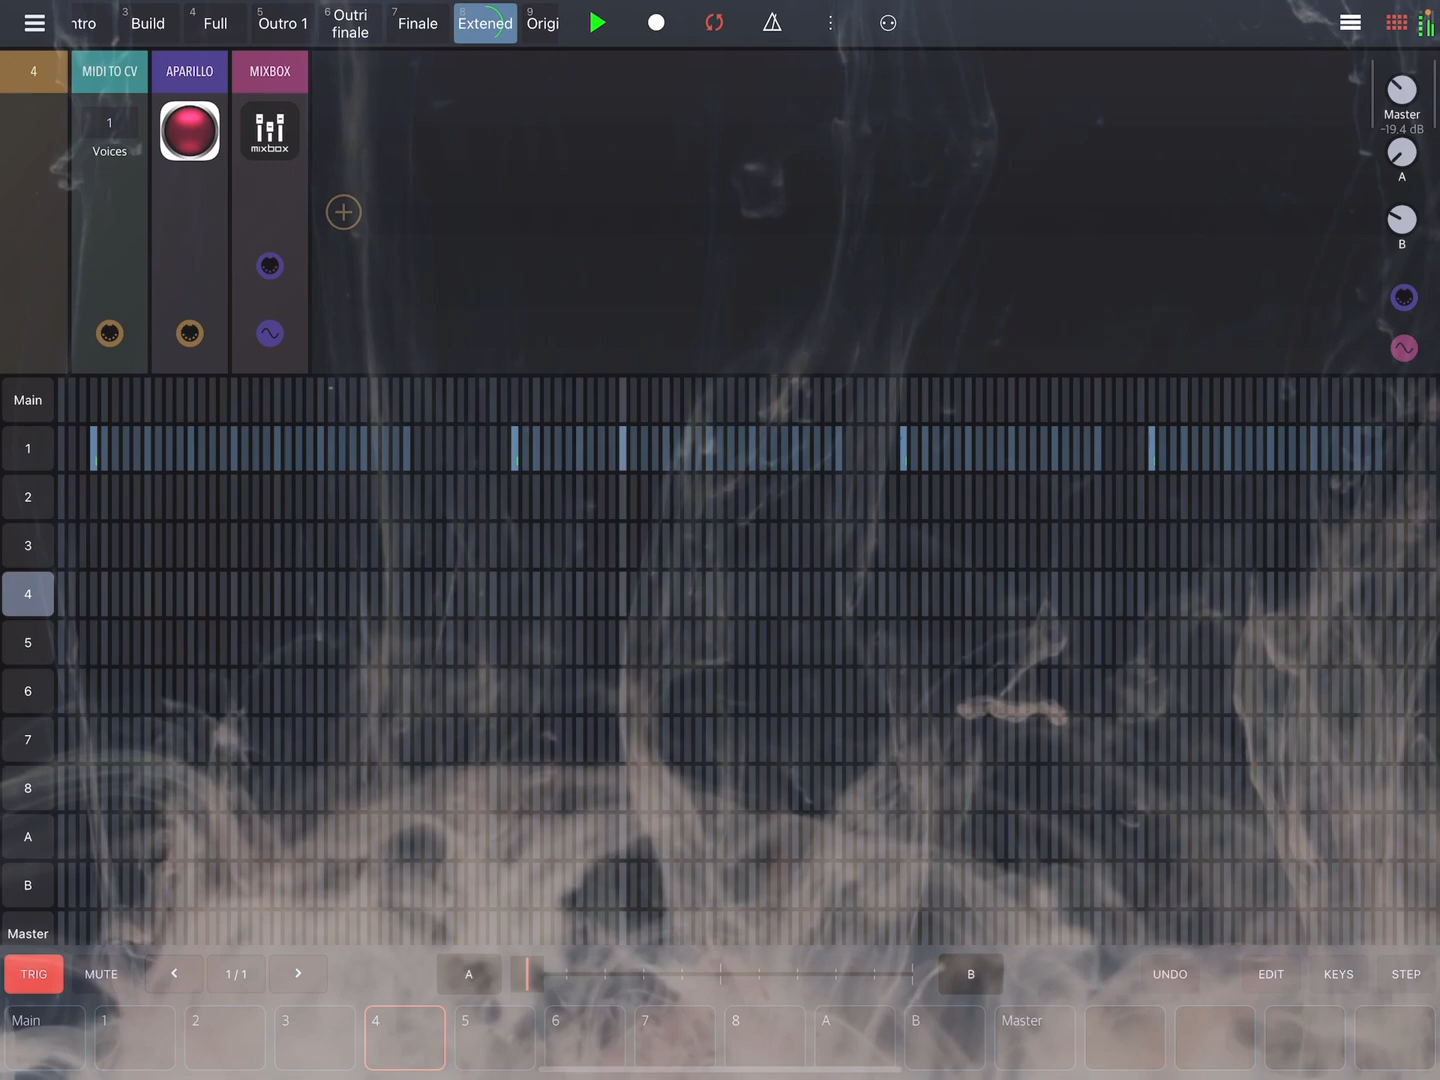 ntro
3 Build
4 Full
5 Outro 1
6 Outri finale
7 Finale
8 Extened
9 Origi
4
MIDI TO CV
APARILLO
MIXBOX
1
Voices
mixbox
Master
-19.4 dB
A
B
Main
1
2
3
4
5
6
7
8
A
B
Master
TRIG
MUTE
<
1 / 1
>
A
B
UNDO
EDIT
KEYS
STEP
Main
1
2
3
4
5
6
7
8
A
B
Master